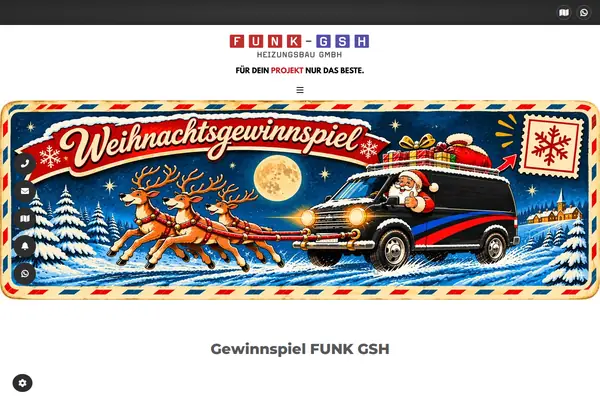 FUNK-GSH
HEIZUNGSBAU GMBH
FÜR DEIN PROJEKT NUR DAS BESTE.
Weihnachtsgewinnspiel
Gewinnspiel FUNK GSH